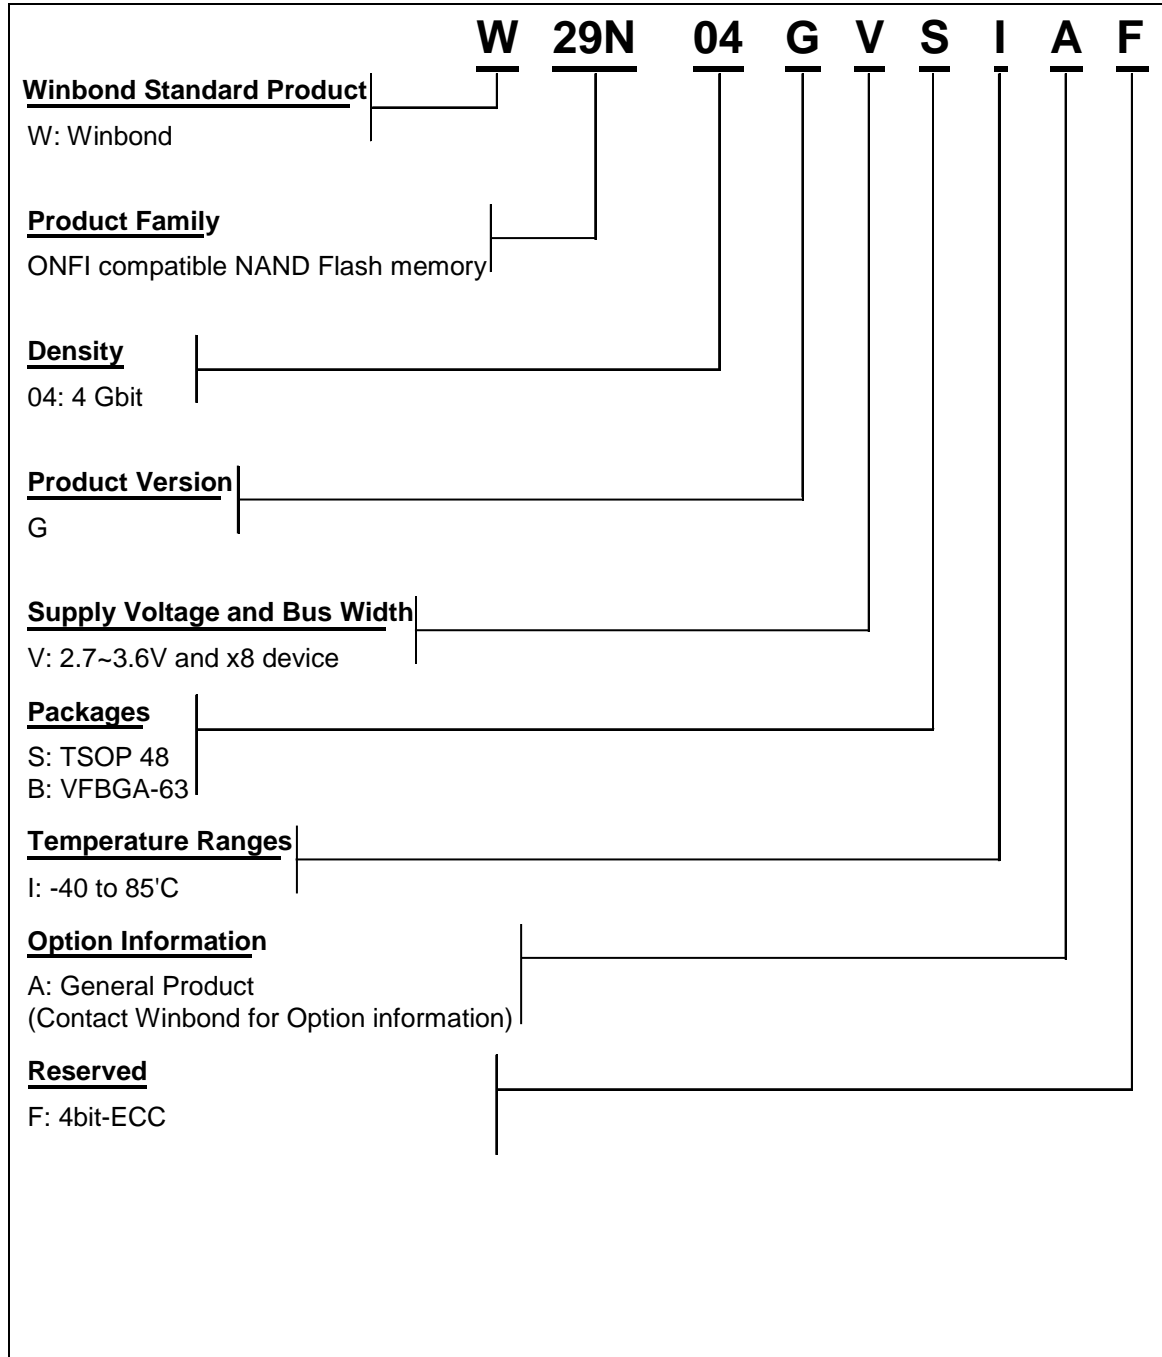 W 29N 04 G V S I A F
Winbond Standard Product
W: Winbond
Product Family
ONFI compatible NAND Flash memory
Density
04: 4 Gbit
Product Version
G
Supply Voltage and Bus Width
V: 2.7~3.6V and x8 device
Packages
S: TSOP 48
B: VFBGA-63
Temperature Ranges
I: -40 to 85'C
Option Information
A: General Product
(Contact Winbond for Option information)
Reserved
F: 4bit-ECC